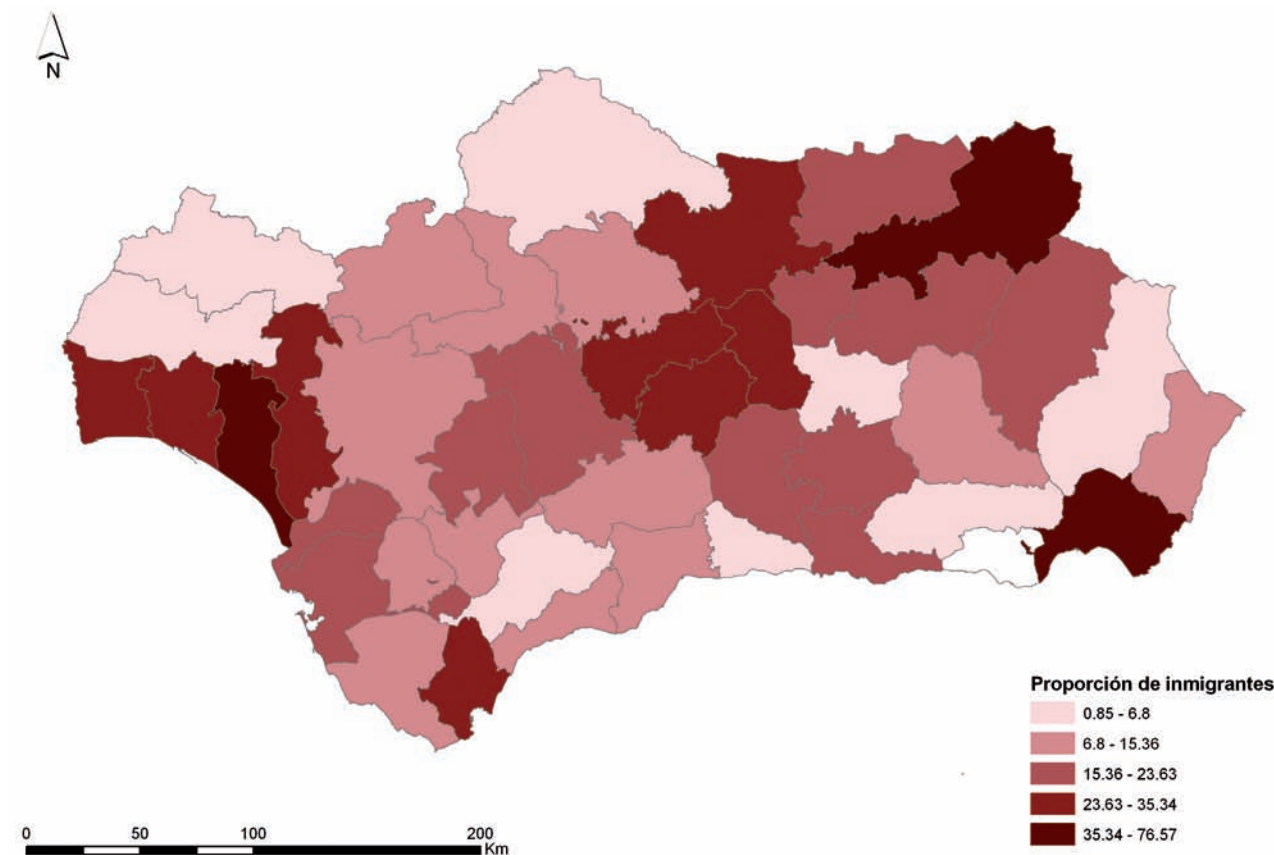 N
Proporción de inmigrantes
0.85 - 6.8
6.8 - 15.36
15.36 - 23.63
23.63 - 35.34
35.34 - 76.57
0 50 100 200
Km